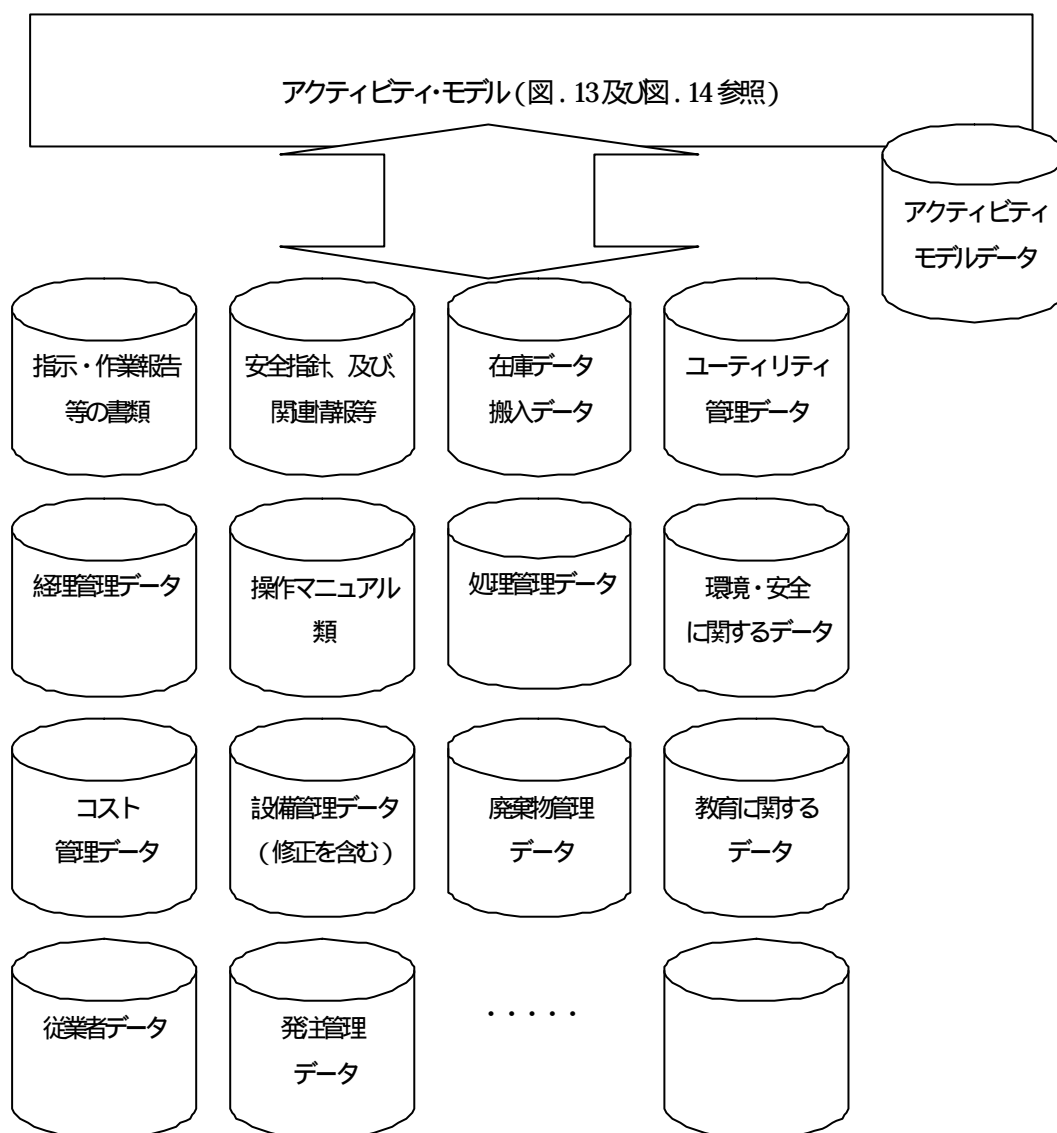 アクティビティ・モデル(図．13及び図．14参照)
アクティビティ
モデルデータ
指示・作業報告
等の書類
安全指針、及び、
関連情報等
在庫データ
搬入データ
ユーティリティ
管理データ
経理管理データ
操作マニュアル
類
処理管理データ
環境・安全
に関するデータ
コスト
管理データ
設備管理データ
(修正を含む)
廃棄物管理
データ
教育に関する
データ
従業者データ
発注管理
データ
・・・・・